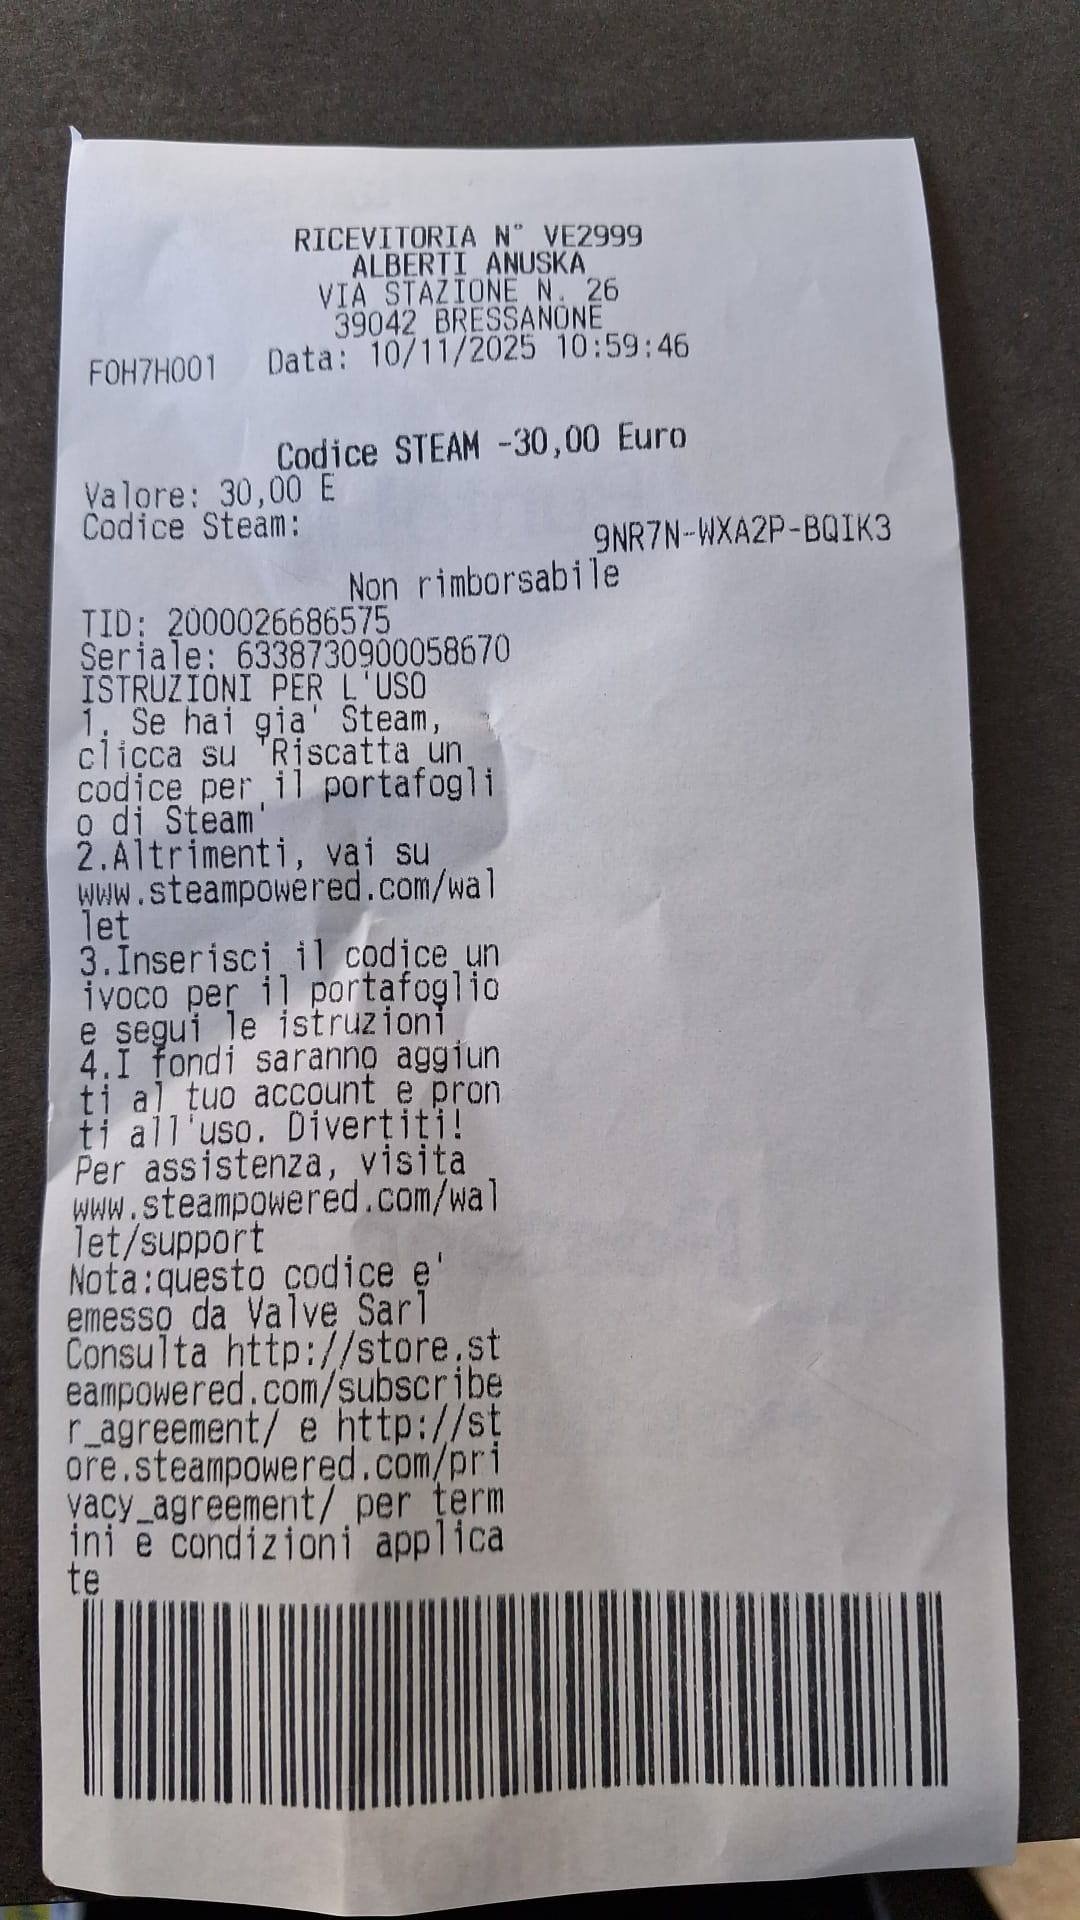 RICEVITORIA N° VE2999
ALBERTI ANUSKA
VIA STAZIONE N. 26
39042 BRESSANONE
F0H7H001 Data: 10/11/2025 10:59:46
Codice STEAM -30,00 Euro
Valore: 30,00 E
Codice Steam:
9NR7N-WXA2P-BQIK3
Non rimborsabile
TID: 2000026686575
Seriale: 6338730900058670
ISTRUZIONI PER L'USO
1. Se hai gia' Steam,
clicca su 'Riscatta un
codice per il portafogli
o di Steam'
2.Altrimenti, vai su
www.steampowered.com/wal
let
3.Inserisci il codice un
ivoco per il portafoglio
e segui le istruzioni
4.I fondi saranno aggiun
ti al tuo account e pron
ti all'uso. Divertiti!
Per assistenza, visita
www.steampowered.com/wal
let/support
Nota:questo codice e'
emesso da Valve Sarl
Consulta http://store.st
eampowered.com/subscribe
r_agreement/ e http://st
ore.steampowered.com/pri
vacy_agreement/ per term
ini e condizioni applica
te